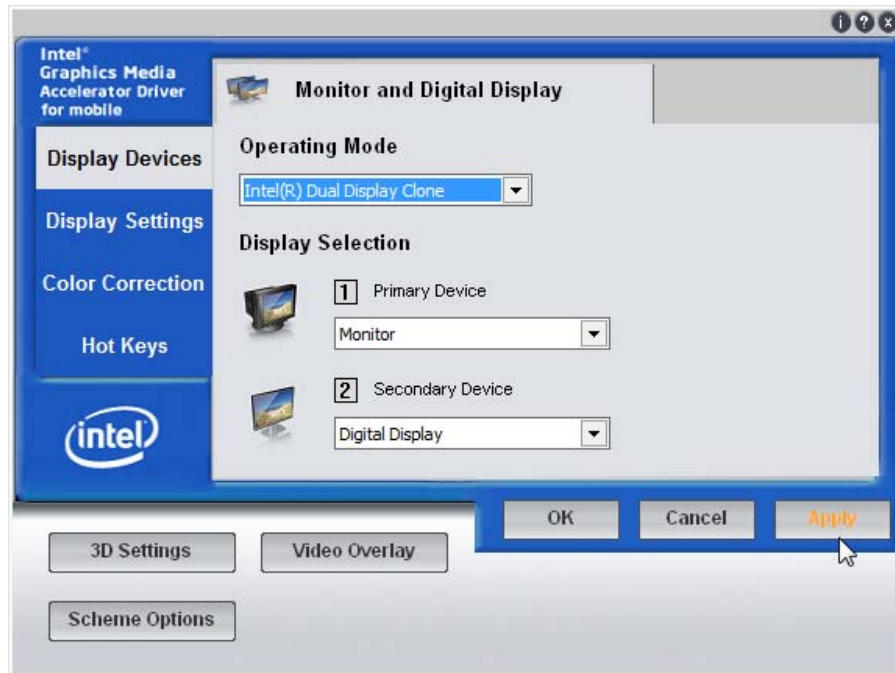 Intel®
Graphics Media
Accelerator Driver
for mobile
Display Devices
Display Settings
Color Correction
Hot Keys
intel
Monitor and Digital Display
Operating Mode
Intel(R) Dual Display Clone
Display Selection
1 Primary Device
Monitor
2 Secondary Device
Digital Display
OK Cancel Apply
3D Settings Video Overlay
Scheme Options